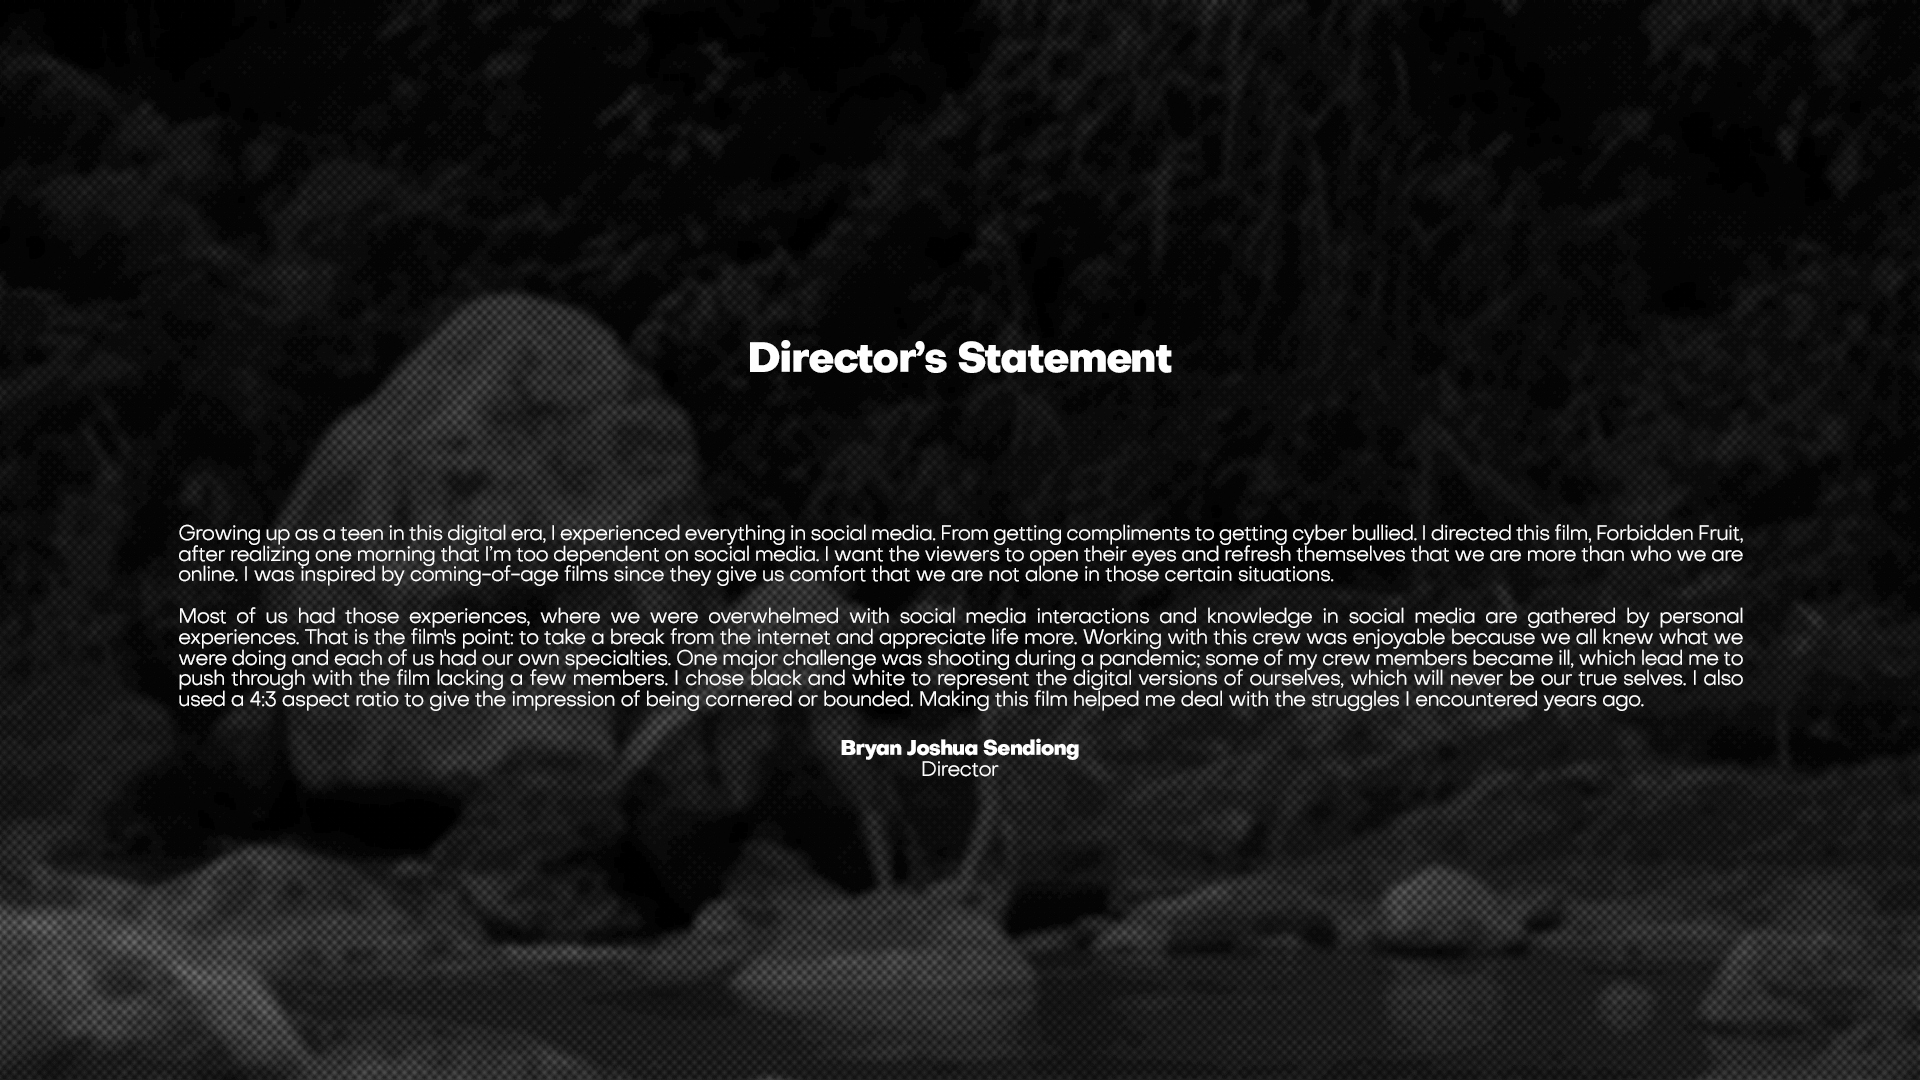 Director’s Statement
Growing up as a teen in this digital era, I experienced everything in social media. From getting compliments to getting cyber bullied. I directed this film, Forbidden Fruit,
after realizing one morning that I’m too dependent on social media. I want the viewers to open their eyes and refresh themselves that we are more than who we are
online. I was inspired by coming-of-age films since they give us comfort that we are not alone in those certain situations.
Most of us had those experiences, where we were overwhelmed with social media interactions and knowledge in social media are gathered by personal
experiences. That is the film's point: to take a break from the internet and appreciate life more. Working with this crew was enjoyable because we all knew what we
were doing and each of us had our own specialties. One major challenge was shooting during a pandemic; some of my crew members became ill, which lead me to
push through with the film lacking a few members. I chose black and white to represent the digital versions of ourselves, which will never be our true selves. I also
used a 4:3 aspect ratio to give the impression of being cornered or bounded. Making this film helped me deal with the struggles I encountered years ago.
Bryan Joshua Sendiong
Director